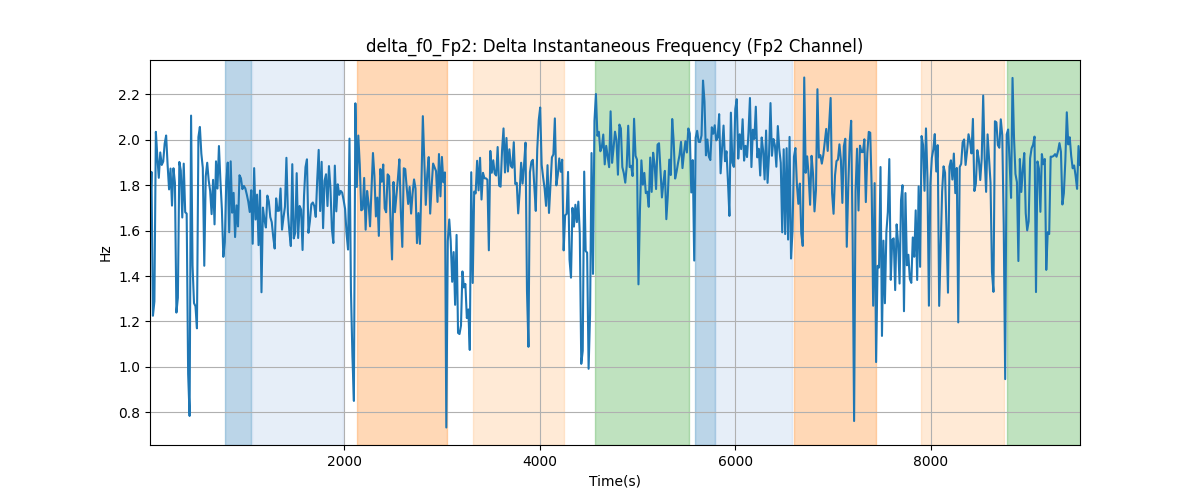 delta_f0_Fp2: Delta Instantaneous Frequency (Fp2 Channel)
2.2
2.0
1.8
1.6
1.4
1.2
1.0
0.8
Hz
2000 4000 6000 8000
Time(s)